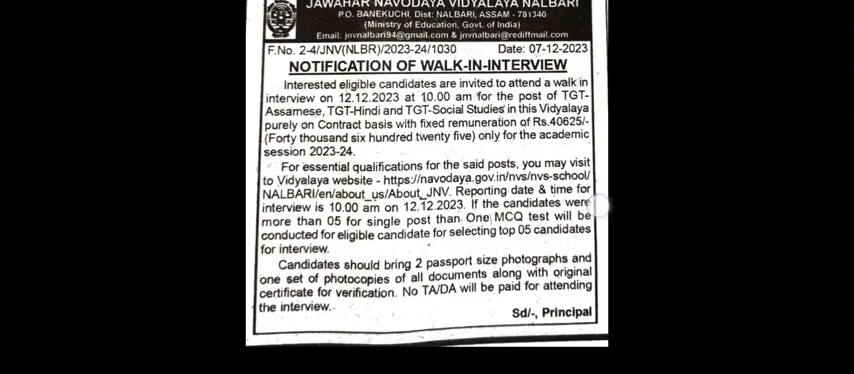 JAWAHAR NAVODAYA VIDYALAYA NALBARI
P.O. BANEKUCHI, Dist: NALBARI, ASSAM - 781340
(Ministry of Education, Govt. of India)
Email: jnvnalbari94@gmail.com & jnvnalbari@rediffmail.com
F.No. 2-4/JNV(NLBR)/2023-24/1030 Date: 07-12-2023
NOTIFICATION OF WALK-IN-INTERVIEW
Interested eligible candidates are invited to attend a walk in
interview on 12.12.2023 at 10.00 am for the post of TGT-
Assamese, TGT-Hindi and TGT-Social Studies in this Vidyalaya
purely on Contract basis with fixed remuneration of Rs.40625/-
(Forty thousand six hundred twenty five) only for the academic
session 2023-24.
For essential qualifications for the said posts, you may visit
to Vidyalaya website - https://navodaya.gov.in/nvs/nvs-school/
NALBARI/en/about_us/About_JNV. Reporting date & time for
interview is 10.00 am on 12.12.2023. If the candidates were
more than 05 for single post than One MCQ test will be
conducted for eligible candidate for selecting top 05 candidates
for interview.
Candidates should bring 2 passport size photographs and
one set of photocopies of all documents along with original
certificate for verification. No TA/DA will be paid for attending
the interview.
Sd/-, Principal